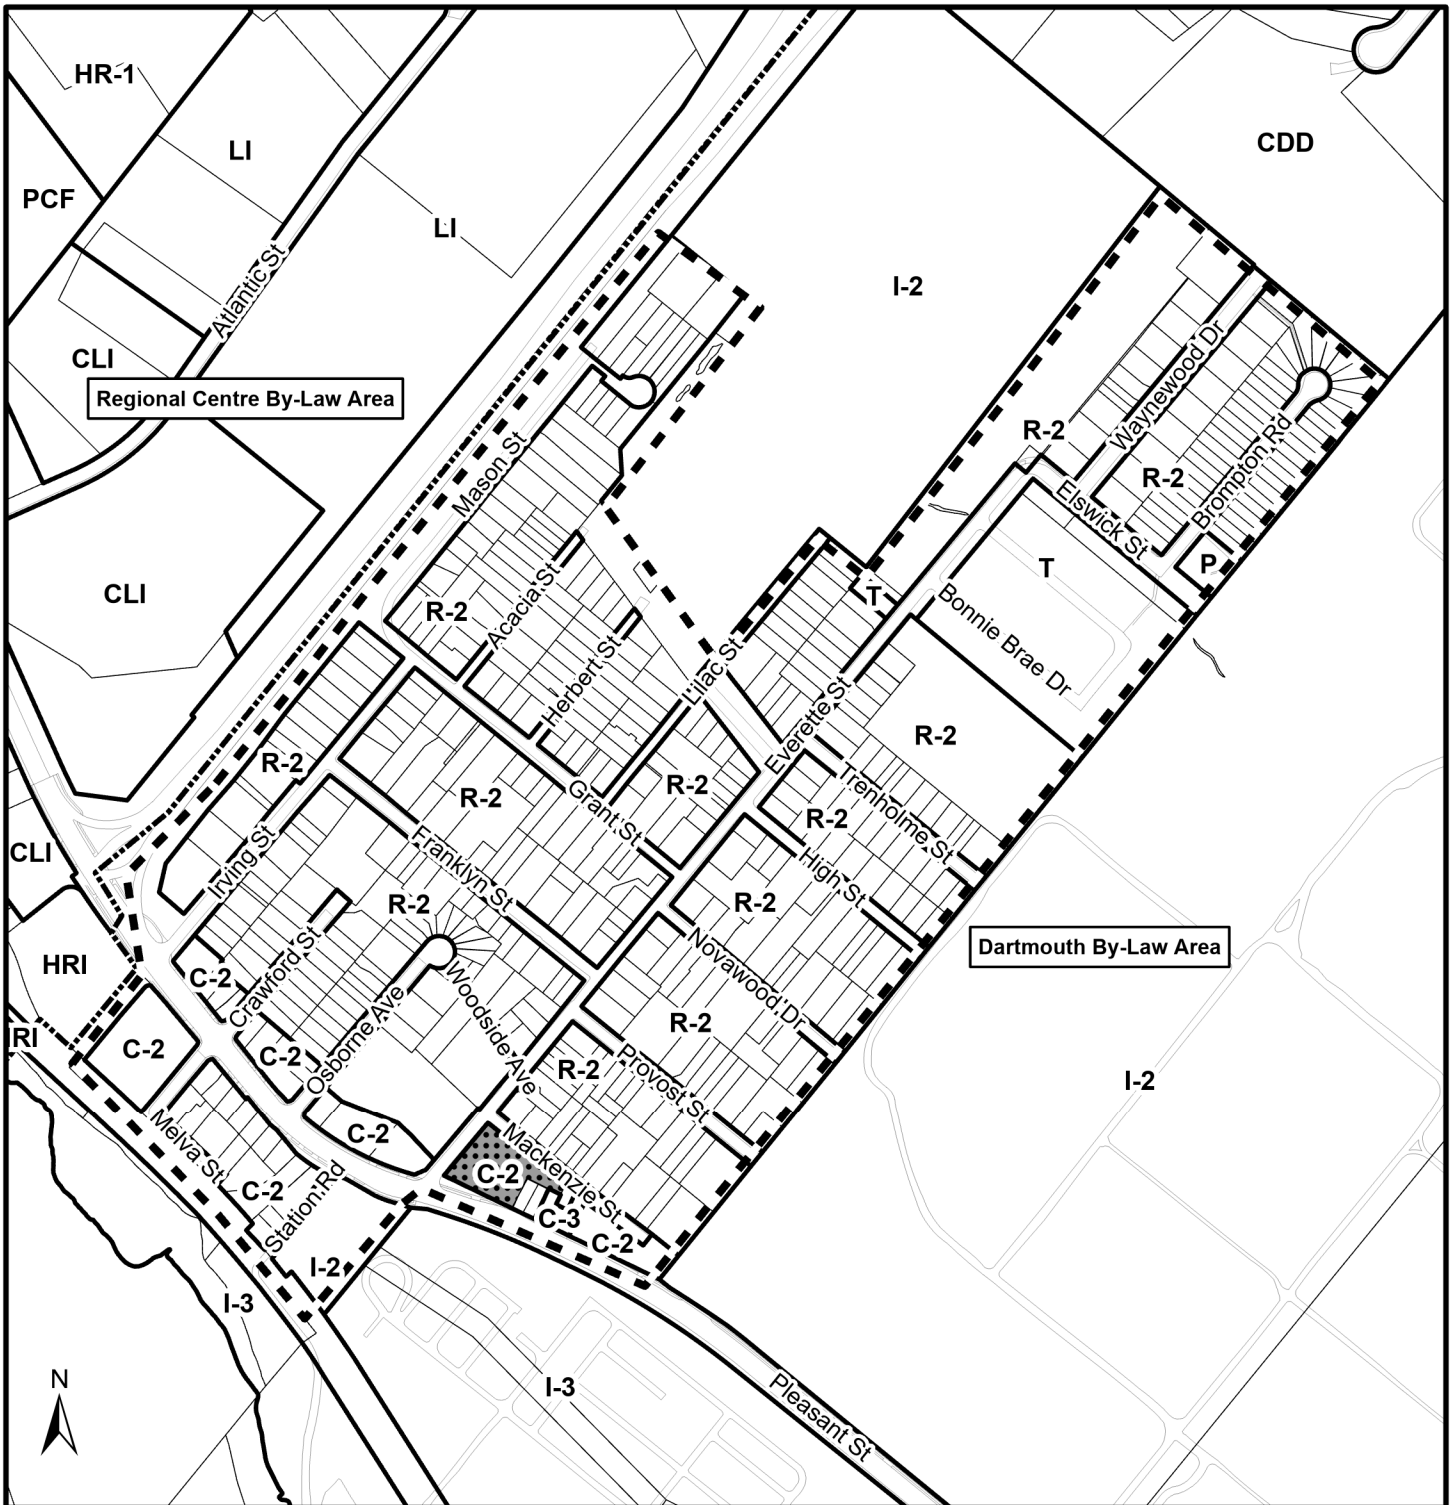 HR-1
CDD
LI
PCF
LI
I-2
Atlantic St
CLI
Regional Centre By-Law Area
Waynewood Dr
R-2
Brompton Rd
R-2
Mason St
Elswick St
P
T
CLI
T
R-2
Acacia St
Bonnie Brae Dr
Herbert St
Lilac St
Everette St
R-2
R-2
R-2
R-2
Grant St
Trenholme St
R-2
CLI
Irving St
Franklyn St
High St
R-2
R-2
Novawood Dr
Dartmouth By-Law Area
HRI
C-2
Crawford St
Osborne Ave
Woodside Ave
R-2
RI
C-2
C-2
R-2
Provost St
I-2
Melva St
C-2
Mackenzie St
C-2
C-2
Station Rd
C-3
C-2
I-2
I-3
N
I-3
Pleasant St